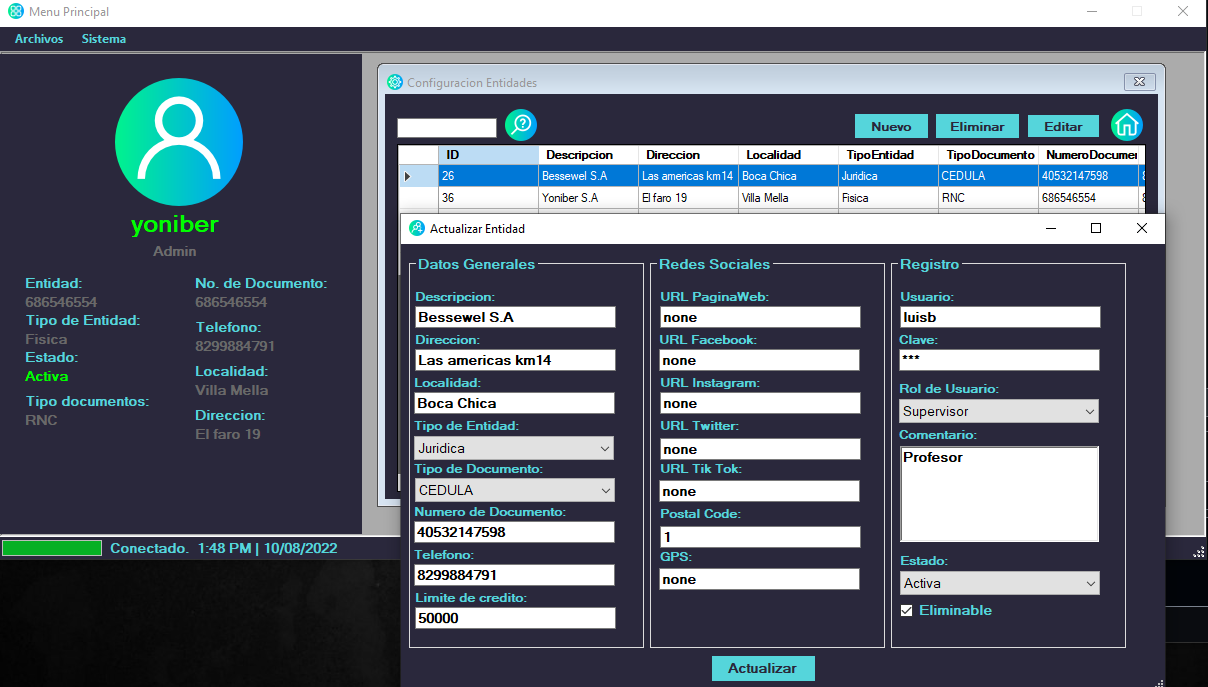 Menu Principal
Archivos Sistema
yoniber
Admin
Entidad:
686546554
Tipo de Entidad:
Fisica
Estado:
Activa
Tipo documentos:
RNC
No. de Documento:
686546554
Telefono:
8299884791
Localidad:
Villa Mella
Direccion:
El faro 19
Conectado. 1:48 PM | 10/08/2022
Configuracion Entidades
Nuevo Eliminar Editar
ID Descripcion Direccion Localidad TipoEntidad TipoDocumento NumeroDocumen
26 Bessewel S.A Las americas km14 Boca Chica Juridica CEDULA 40532147598
36 Yoniber S.A El faro 19 Villa Mella Fisica RNC 686546554
Actualizar Entidad
Datos Generales
Descripcion:
Bessewel S.A
Direccion:
Las americas km14
Localidad:
Boca Chica
Tipo de Entidad:
Juridica
Tipo de Documento:
CEDULA
Numero de Documento:
40532147598
Telefono:
8299884791
Limite de credito:
50000
Redes Sociales
URL PaginaWeb:
none
URL Facebook:
none
URL Instagram:
none
URL Twitter:
none
URL Tik Tok:
none
Postal Code:
1
GPS:
none
Registro
Usuario:
luisb
Clave:
***
Rol de Usuario:
Supervisor
Comentario:
Profesor
Estado:
Activa
Eliminable
Actualizar